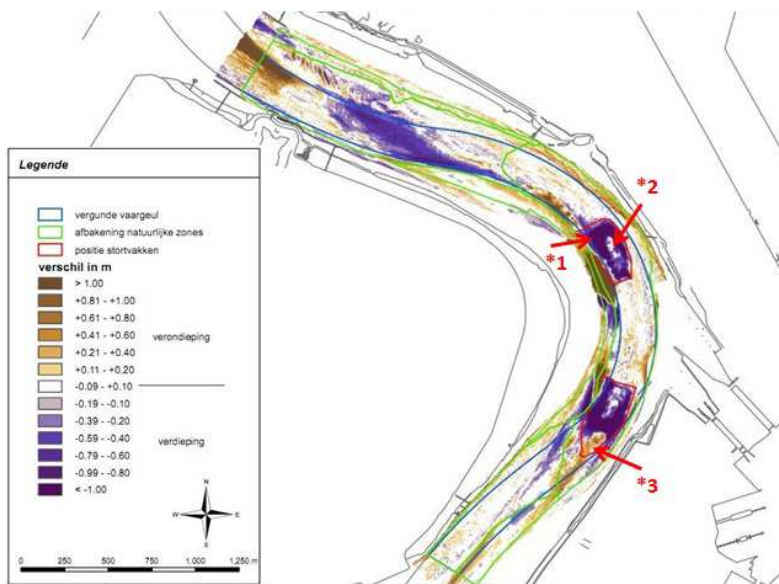 Legende
vergunde vaargeul
afbakening natuurlijke zones
positie stortvakken
verschil in m
> 1.00
+0.81 - +1.00
+0.61 - +0.80
+0.41 - +0.60
+0.21 - +0.40
+0.11 - +0.20
-0.09 - +0.10
-0.19 - -0.10
-0.39 - -0.20
-0.59 - -0.40
-0.79 - -0.60
-0.99 - -0.80
< -1.00
verondieping
verdieping
N
W E
S
0 250 500 1,000 1,250 m
*1
*2
*3